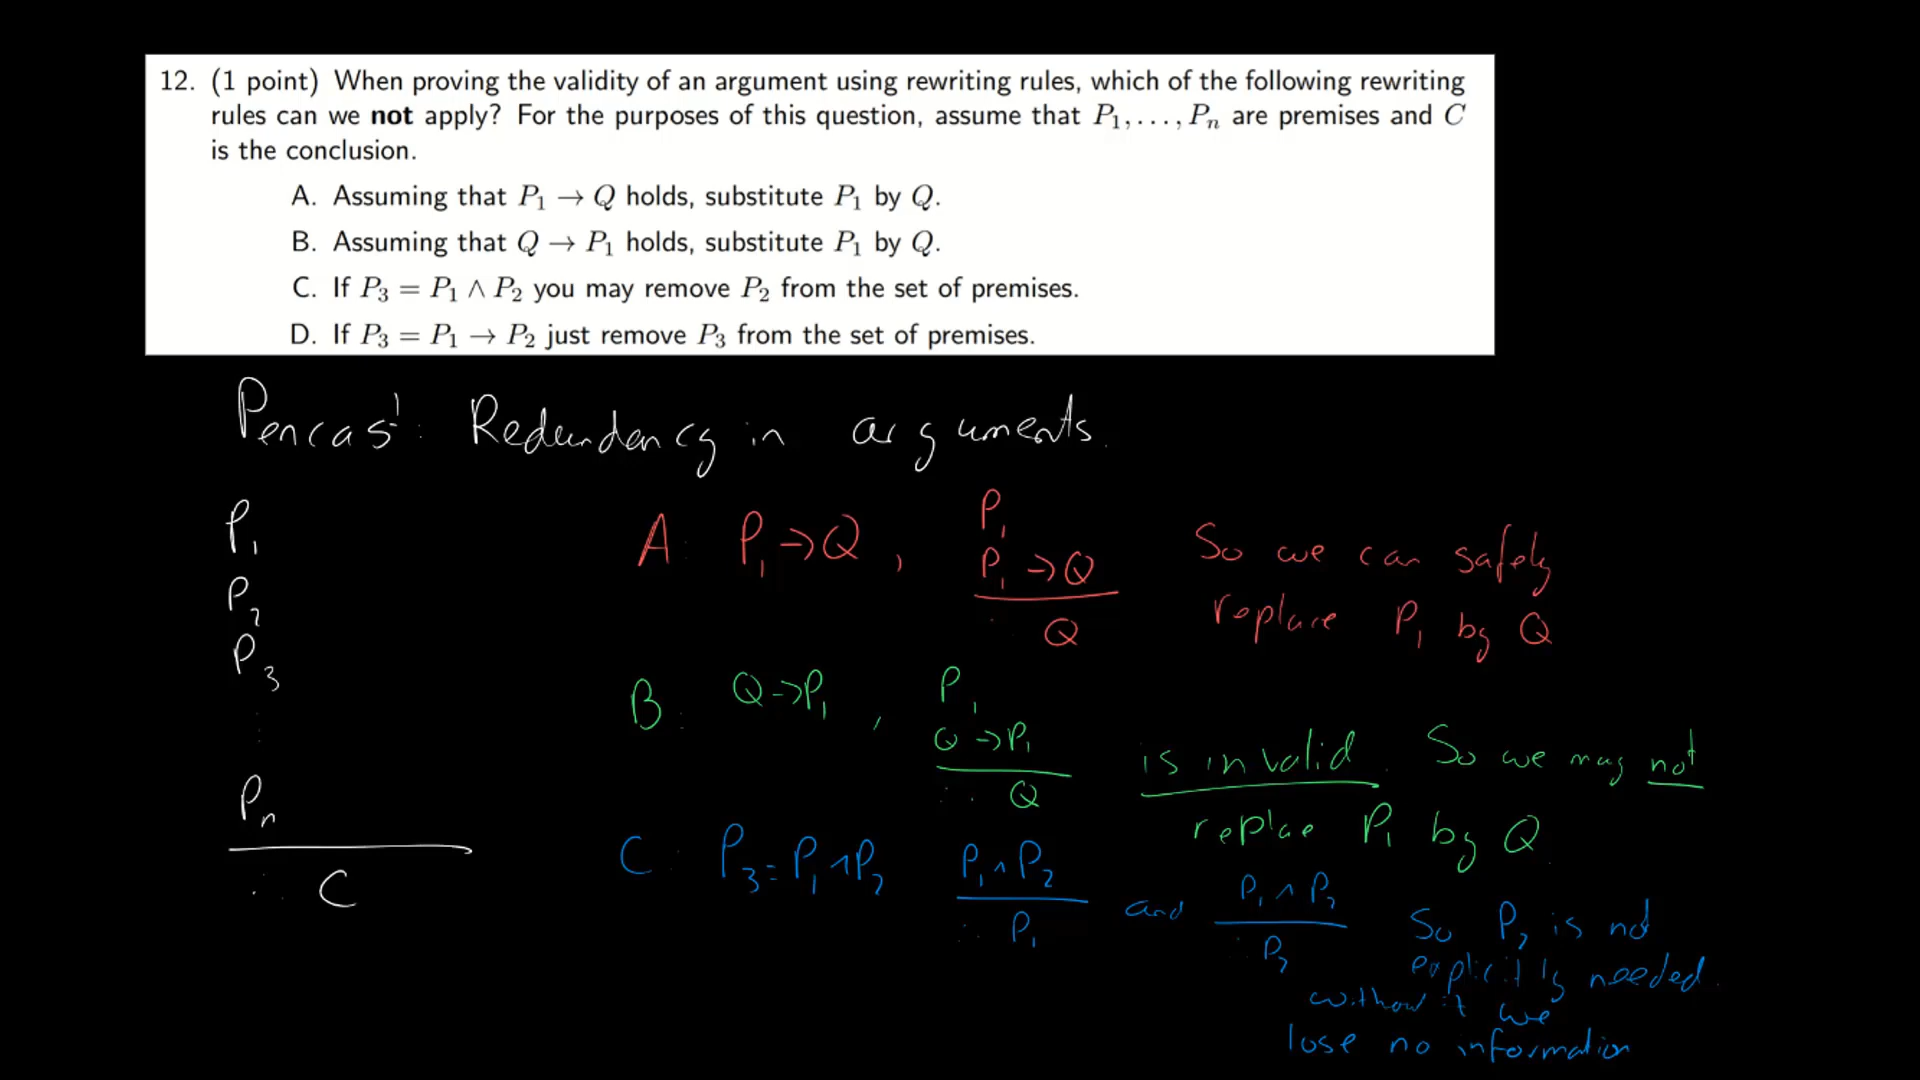 12. (1 point) When proving the validity of an argument using rewriting rules, which of the following rewriting
rules can we not apply? For the purposes of this question, assume that P₁, . . . , Pₙ are premises and C
is the conclusion.
A. Assuming that P₁ → Q holds, substitute P₁ by Q.
B. Assuming that Q → P₁ holds, substitute P₁ by Q.
C. If P₃ = P₁ ∧ P₂ you may remove P₂ from the set of premises.
D. If P₃ = P₁ → P₂ just remove P₃ from the set of premises.
Pencast: Redundancy in arguments.
P₁
P₂
P₃
⋮
Pₙ
∴ C
A: P₁ → Q ,
P₁
P₁ → Q
∴ Q
So we can safely
replace P₁ by Q
B: Q → P₁ ,
P₁
Q → P₁
∴ Q
is invalid. So we may not
replace P₁ by Q.
C: P₃ = P₁ ∧ P₂
P₁ ∧ P₂
∴ P₁
and
P₁ ∧ P₂
∴ P₂
So P₂ is not
explicitly needed.
without it we
lose no information